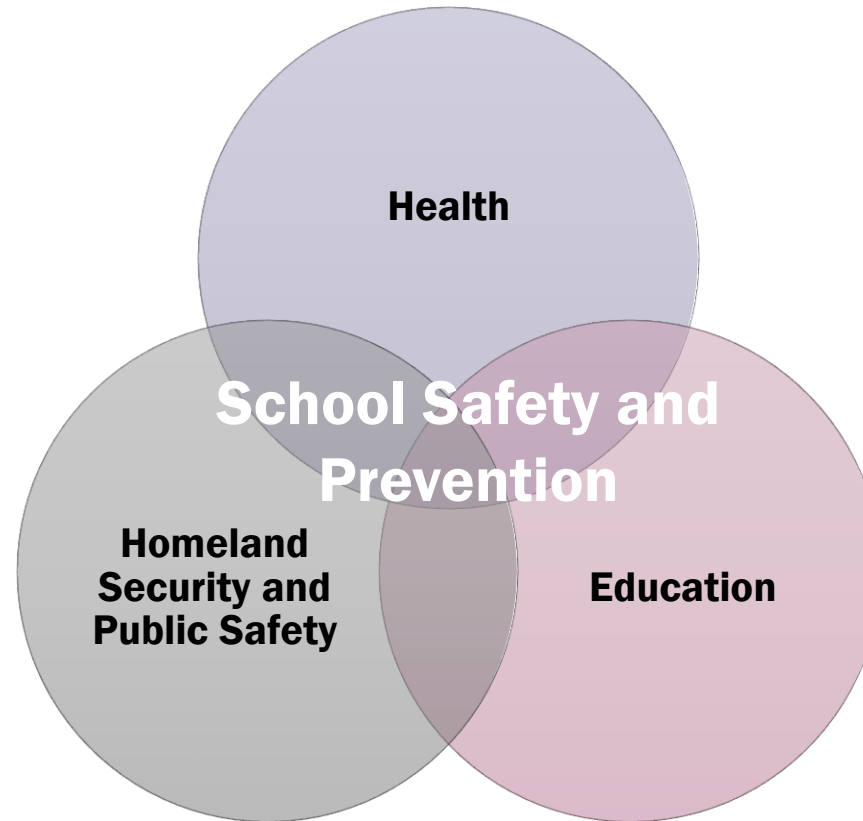 Health
School Safety and
Prevention
Homeland
Security and
Public Safety
Education